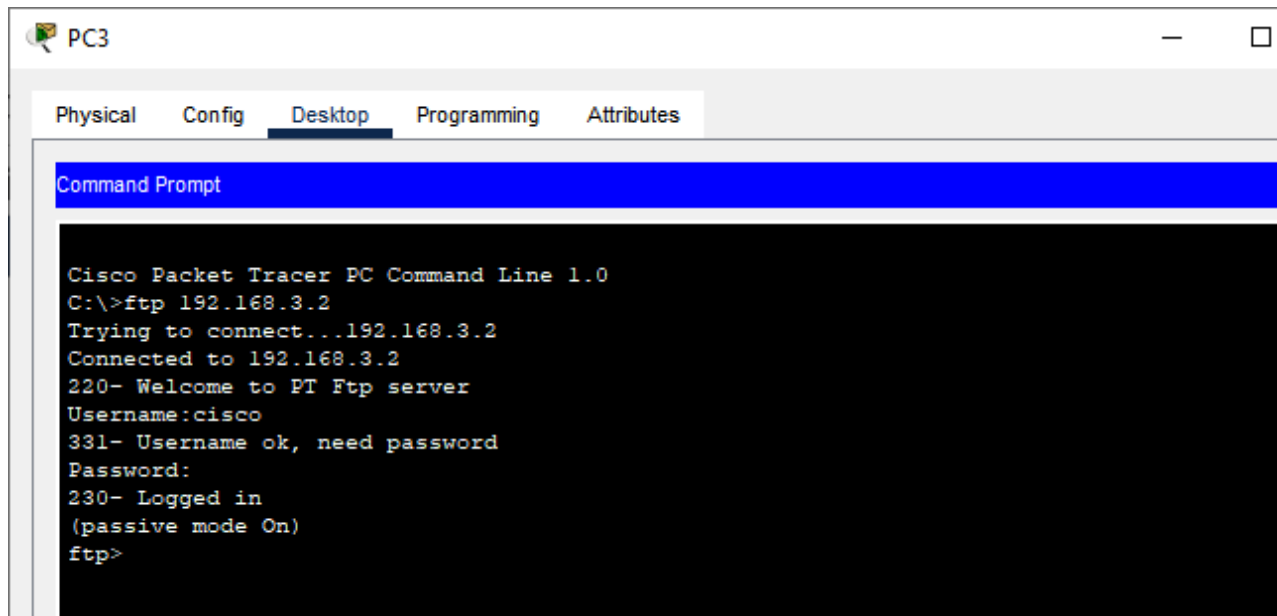 PC3
Physical Config Desktop Programming Attributes
Command Prompt
Cisco Packet Tracer PC Command Line 1.0
C:\>ftp 192.168.3.2
Trying to connect...192.168.3.2
Connected to 192.168.3.2
220- Welcome to PT Ftp server
Username:cisco
331- Username ok, need password
Password:
230- Logged in
(passive mode On)
ftp>